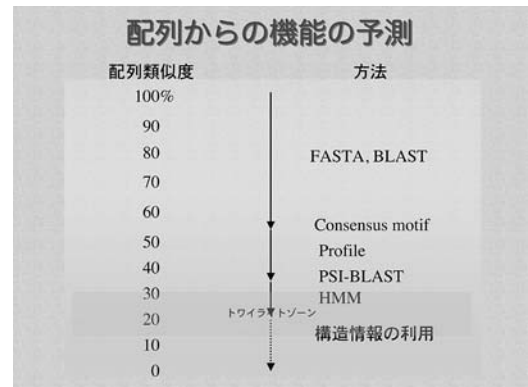 配列からの機能の予測
配列類似度 方法
100%
90
80 FASTA, BLAST
70
60
Consensus motif
50 Profile
40 PSI-BLAST
30 HMM
トワイライトゾーン
20 構造情報の利用
10
0